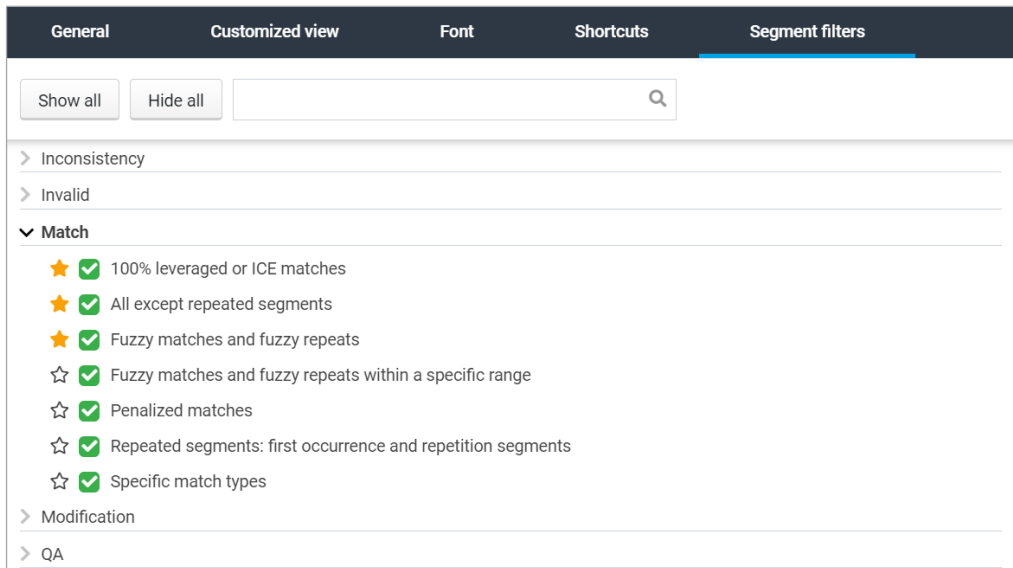 General Customized view Font Shortcuts Segment filters
Show all Hide all
Inconsistency
Invalid
Match
100% leveraged or ICE matches
All except repeated segments
Fuzzy matches and fuzzy repeats
Fuzzy matches and fuzzy repeats within a specific range
Penalized matches
Repeated segments: first occurrence and repetition segments
Specific match types
Modification
QA